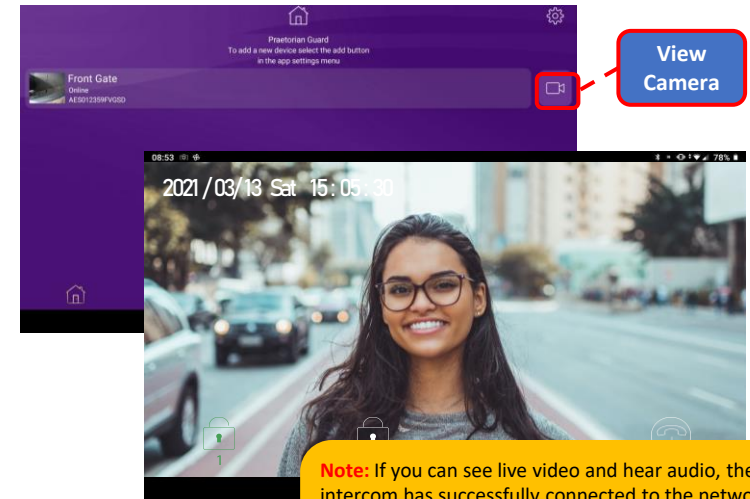 Praetorian Guard
To add a new device select the add button
in the app settings menu
Front Gate
Online
AES012359FVGSD
View
Camera
08:53
78%
2021/03/13 Sat 15:05:30
1
Note: If you can see live video and hear audio, the
intercom has successfully connected to the